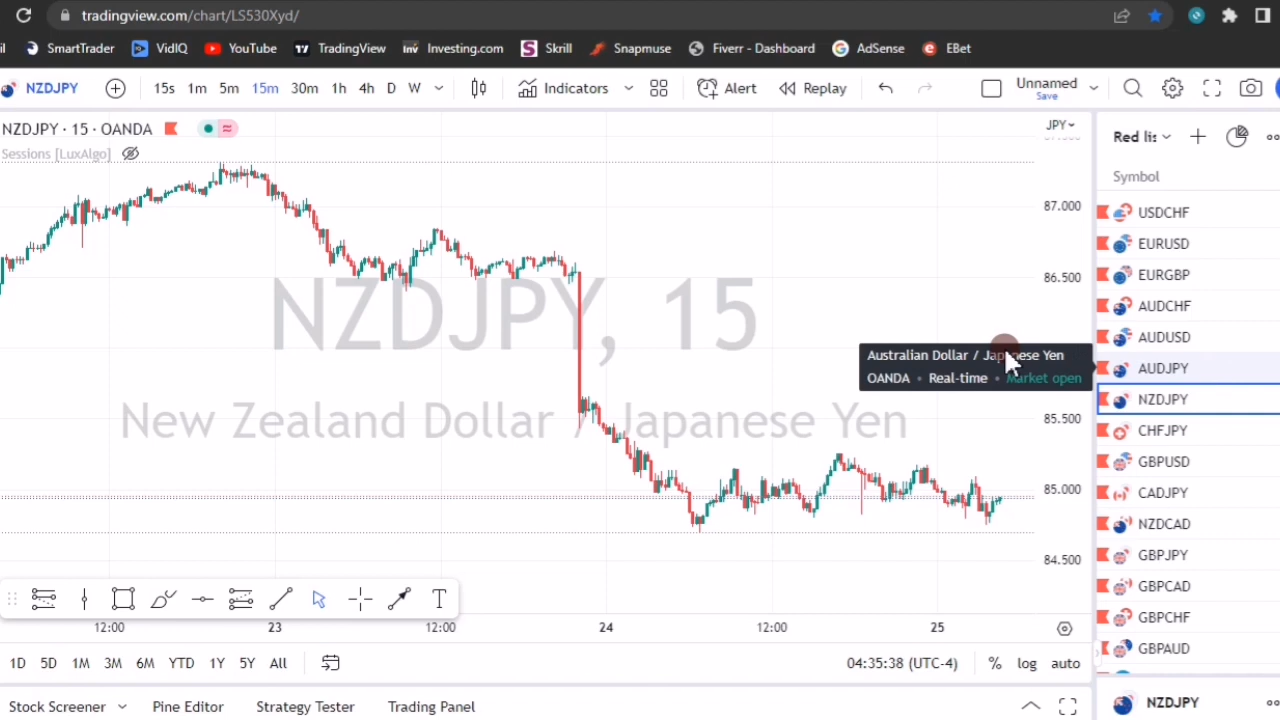 tradingview.com/chart/LS530Xyd/
SmartTrader VidIQ YouTube TradingView Investing.com Skrill Snapmuse Fiverr - Dashboard AdSense EBet
NZDJPY 15s 1m 5m 15m 30m 1h 4h D W Indicators Alert Replay Unnamed
Save
NZDJPY · 15 · OANDA
JPY
Sessions [LuxAlgo]
Red lis
Symbol
USDCHF
EURUSD
EURGBP
AUDCHF
AUDUSD
AUDJPY
NZDJPY
CHFJPY
GBPUSD
CADJPY
NZDCAD
GBPJPY
GBPCAD
GBPCHF
GBPAUD
NZDJPY
87.000
86.500
85.500
85.000
84.500
NZDJPY, 15
New Zealand Dollar / Japanese Yen
Australian Dollar / Japanese Yen
OANDA • Real-time • Market open
12:00 23 12:00 24 12:00 25
1D 5D 1M 3M 6M YTD 1Y 5Y All 04:35:38 (UTC-4) % log auto
Stock Screener Pine Editor Strategy Tester Trading Panel